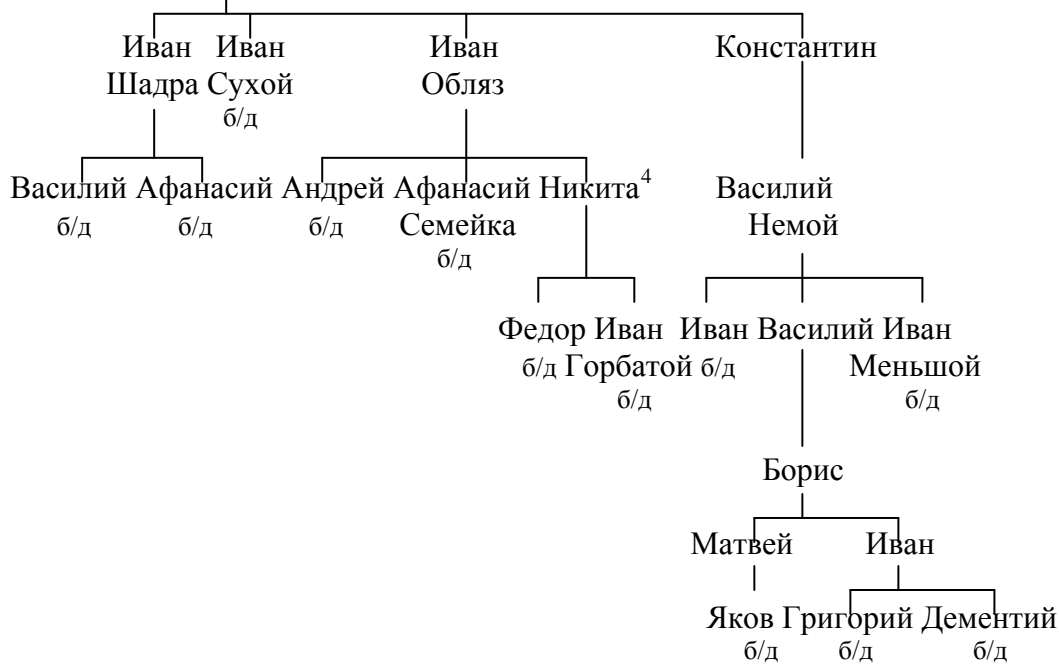 Иван Иван Иван Константин
Шадра Сухой Обляз
б/д
Василий Афанасий Андрей Афанасий Никита⁴ Василий
б/д б/д б/д Семейка Немой
б/д
Федор Иван Иван Василий Иван
б/д Горбатой б/д Меньшой
б/д б/д
Борис
Матвей Иван
Яков Григорий Дементий
б/д б/д б/д